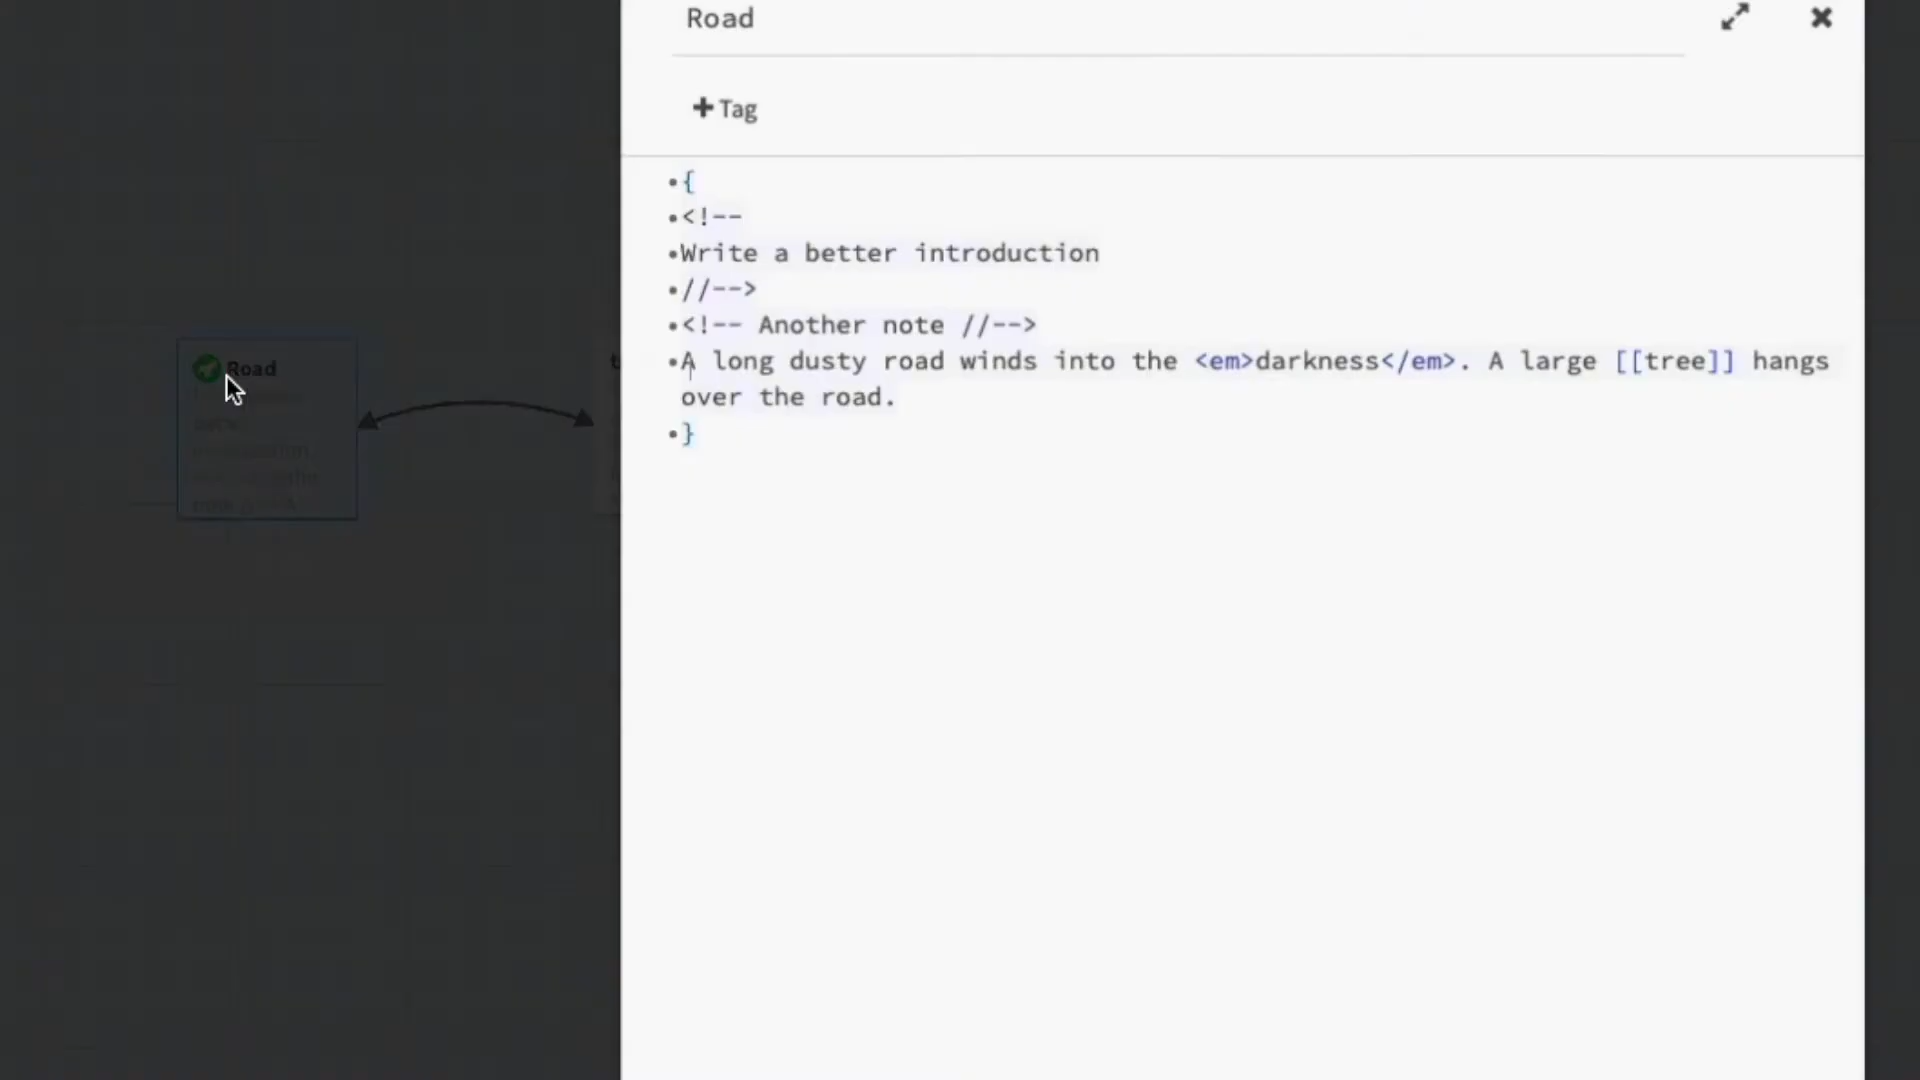 Road
+ Tag
•{
•<!--
•Write a better introduction
•//-->
•<!-- Another note //-->
•A long dusty road winds into the <em>darkness</em>. A large [[tree]] hangs
over the road.
•}
Road